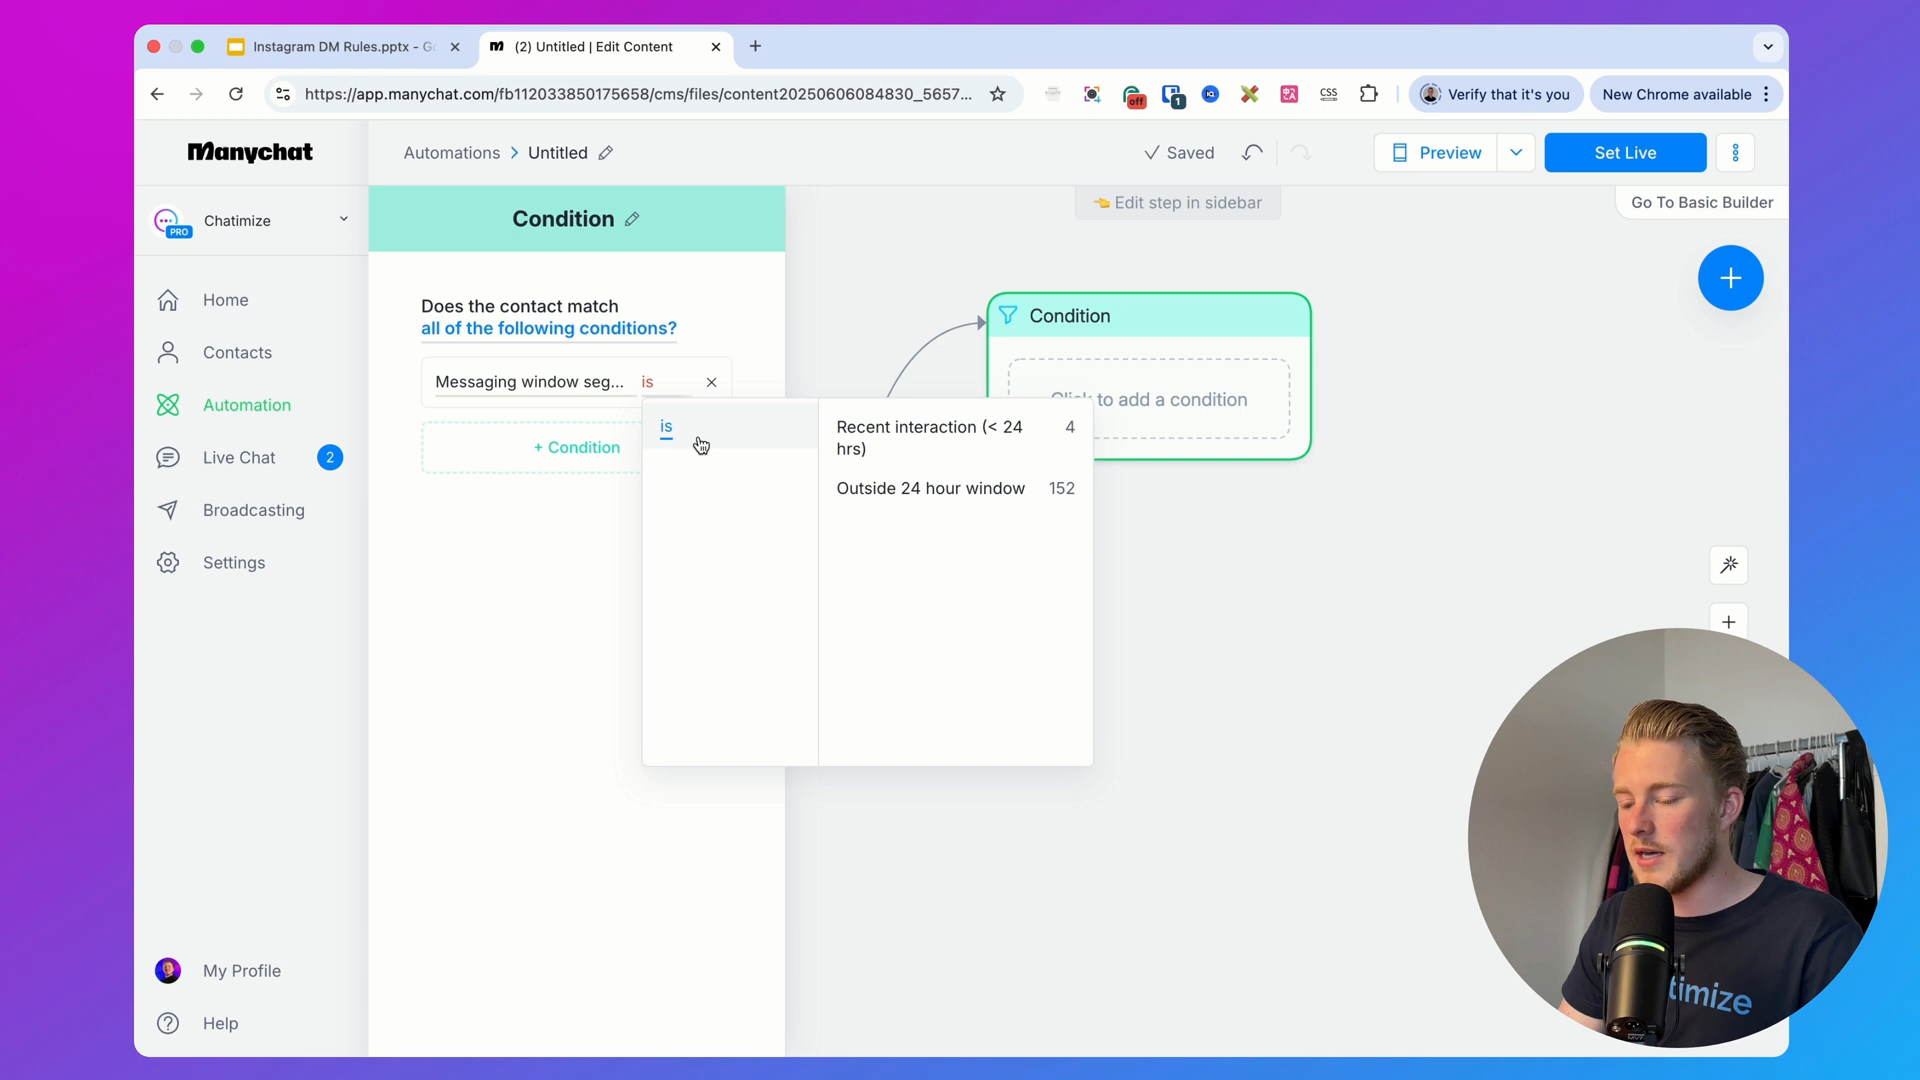 Instagram DM Rules.pptx - Go
(2) Untitled | Edit Content
https://app.manychat.com/fb112033850175658/cms/files/content20250606084830_5657...
off
1
CSS
Verify that it's you
New Chrome available
Manychat
Automations > Untitled
Saved
Preview
Set Live
Chatimize
PRO
Condition
Edit step in sidebar
Go To Basic Builder
Home
Contacts
Automation
Live Chat
2
Broadcasting
Settings
My Profile
Help
Does the contact match
all of the following conditions?
Messaging window seg... is
+ Condition
is
Recent interaction (< 24 hrs)
4
Outside 24 hour window
152
Condition
to add a condition
timize